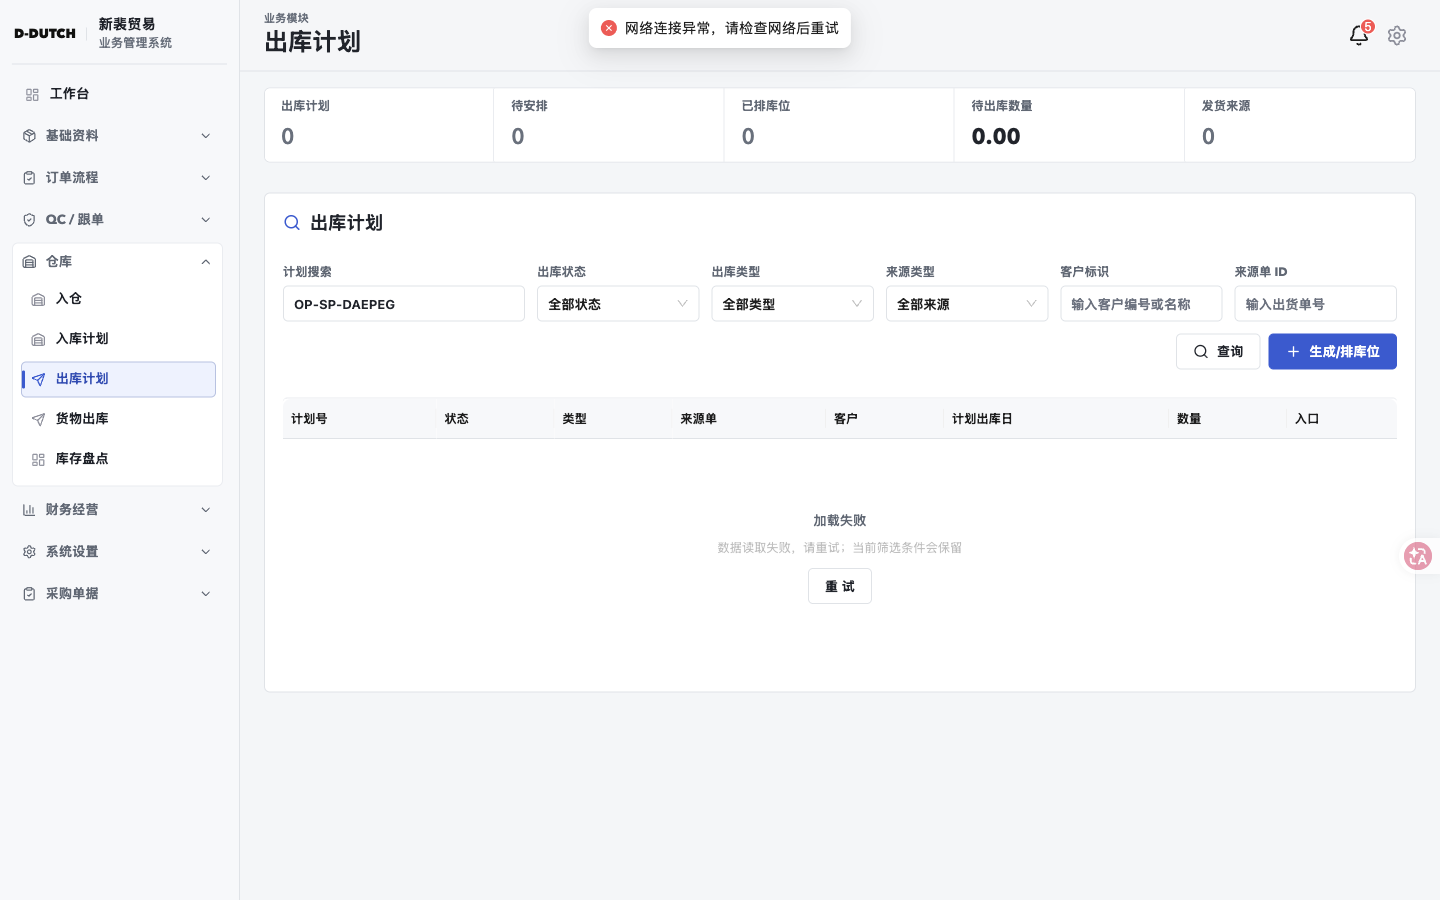 D-DUTCH
新裝贸易
业务管理系统
工作台
基础资料
订单流程
QC / 跟单
仓库
入仓
入库计划
出库计划
货物出库
库存盘点
财务经营
系统设置
采购单据
业务模块
出库计划
网络连接异常，请检查网络后重试
5
出库计划
0
待安排
0
已排库位
0
待出库数量
0.00
发货来源
0
出库计划
计划搜索
OP-SP-DAEPEG
出库状态
全部状态
出库类型
全部类型
来源类型
全部来源
客户标识
输入客户编号或名称
来源单 ID
输入出货单号
查询
生成/排库位
计划号 状态 类型 来源单 客户 计划出库日 数量 入口
加载失败
数据读取失败，请重试；当前筛选条件会保留
重 试